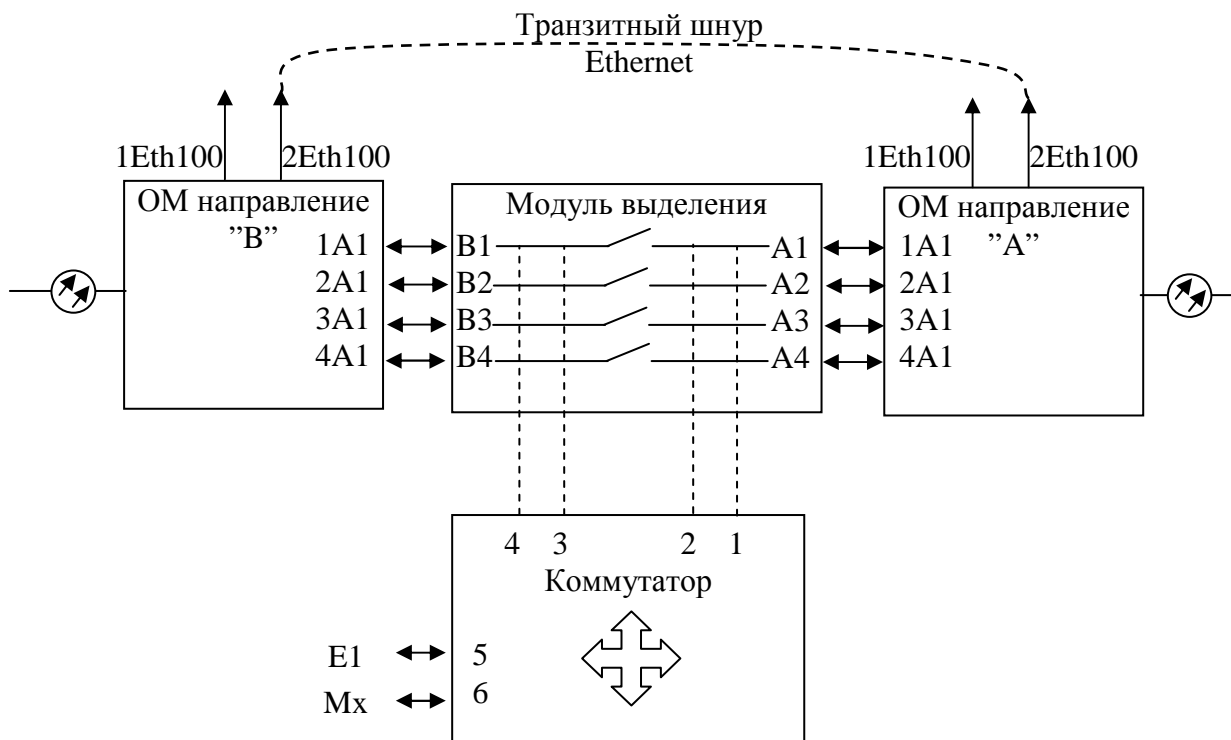 Транзитный шнур
Ethernet
1Eth100
2Eth100
1Eth100
2Eth100
ОМ направление
”В”
1А1
2А1
3А1
4А1
Модуль выделения
В1
В2
В3
В4
А1
А2
А3
А4
ОМ направление
”А”
1А1
2А1
3А1
4А1
4 3 2 1
Коммутатор
Е1
5
Мх
6